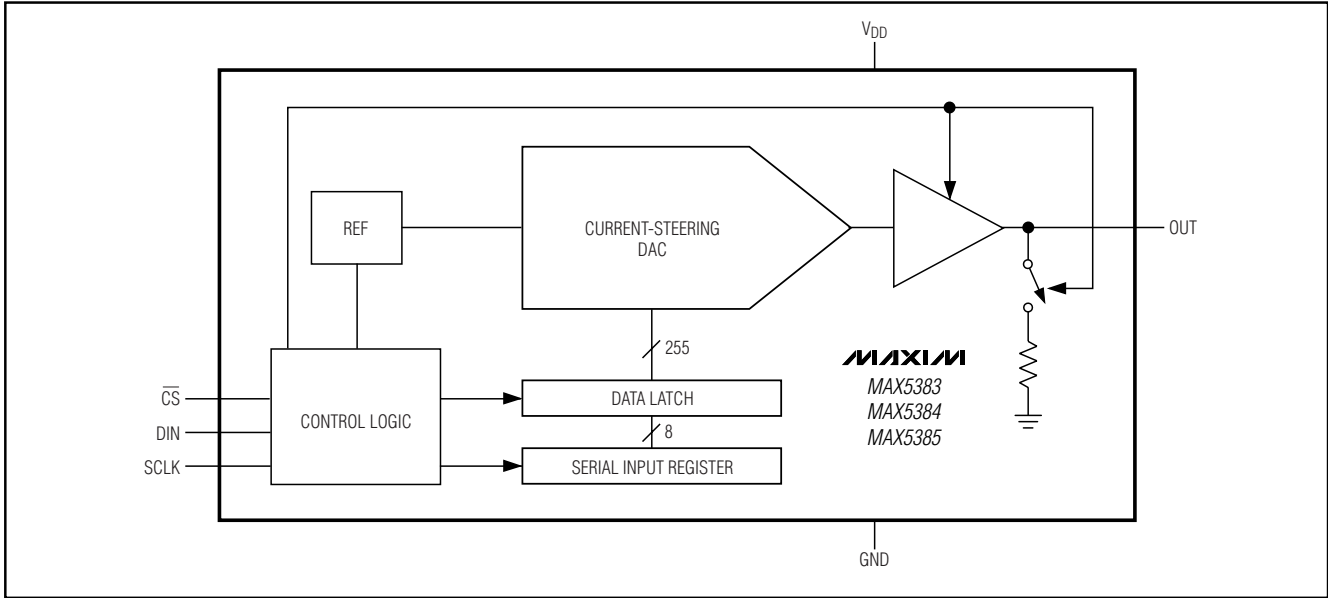 VDD
REF
CURRENT-STEERING
DAC
OUT
255
CS
DIN
SCLK
CONTROL LOGIC
DATA LATCH
8
SERIAL INPUT REGISTER
MAXIM
MAX5383
MAX5384
MAX5385
GND